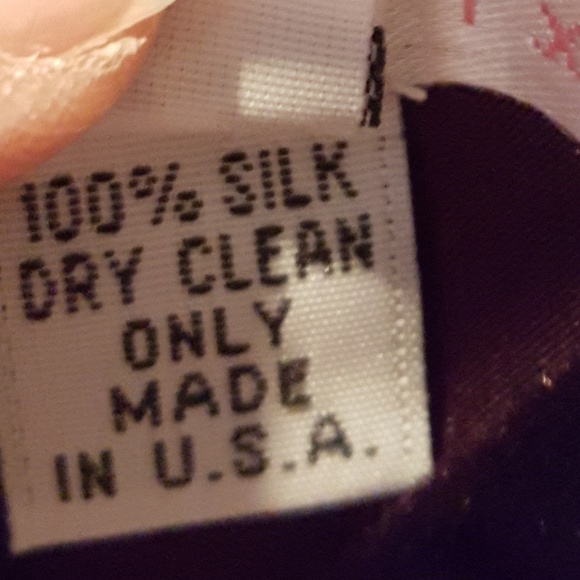 100% SILK
DRY CLEAN
ONLY
MADE
IN U.S.A.